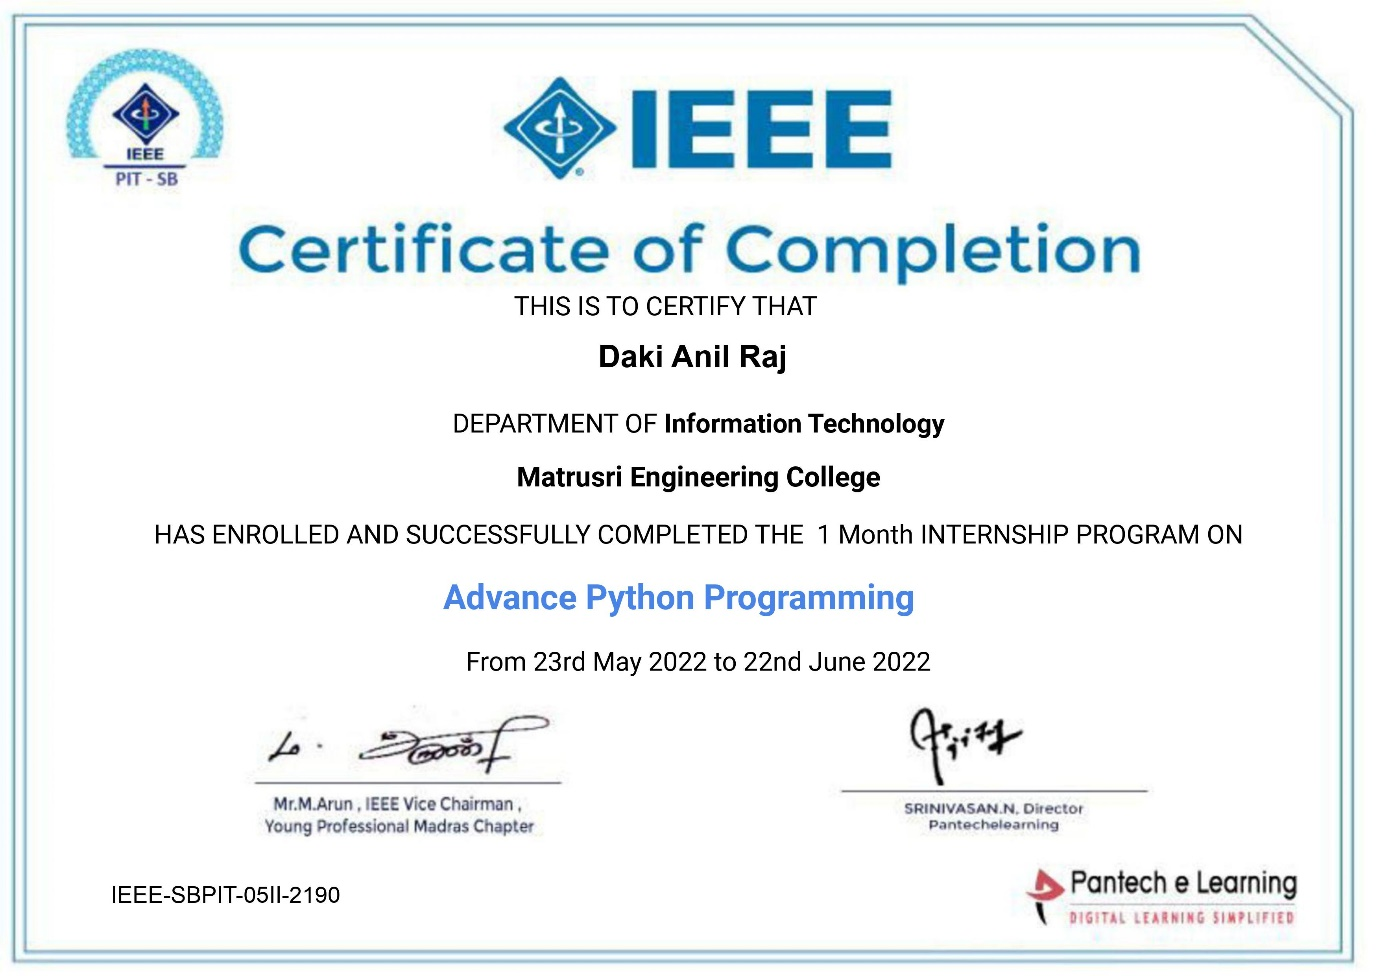 IEEE
PIT - SB
IEEE
Certificate of Completion
THIS IS TO CERTIFY THAT
Daki Anil Raj
DEPARTMENT OF Information Technology
Matrusri Engineering College
HAS ENROLLED AND SUCCESSFULLY COMPLETED THE 1 Month INTERNSHIP PROGRAM ON
Advance Python Programming
From 23rd May 2022 to 22nd June 2022
Mr.M.Arun , IEEE Vice Chairman ,
Young Professional Madras Chapter
SRINIVASAN.N, Director
Pantechelearning
IEEE-SBPIT-05II-2190
Pantech e Learning
DIGITAL LEARNING SIMPLIFIED